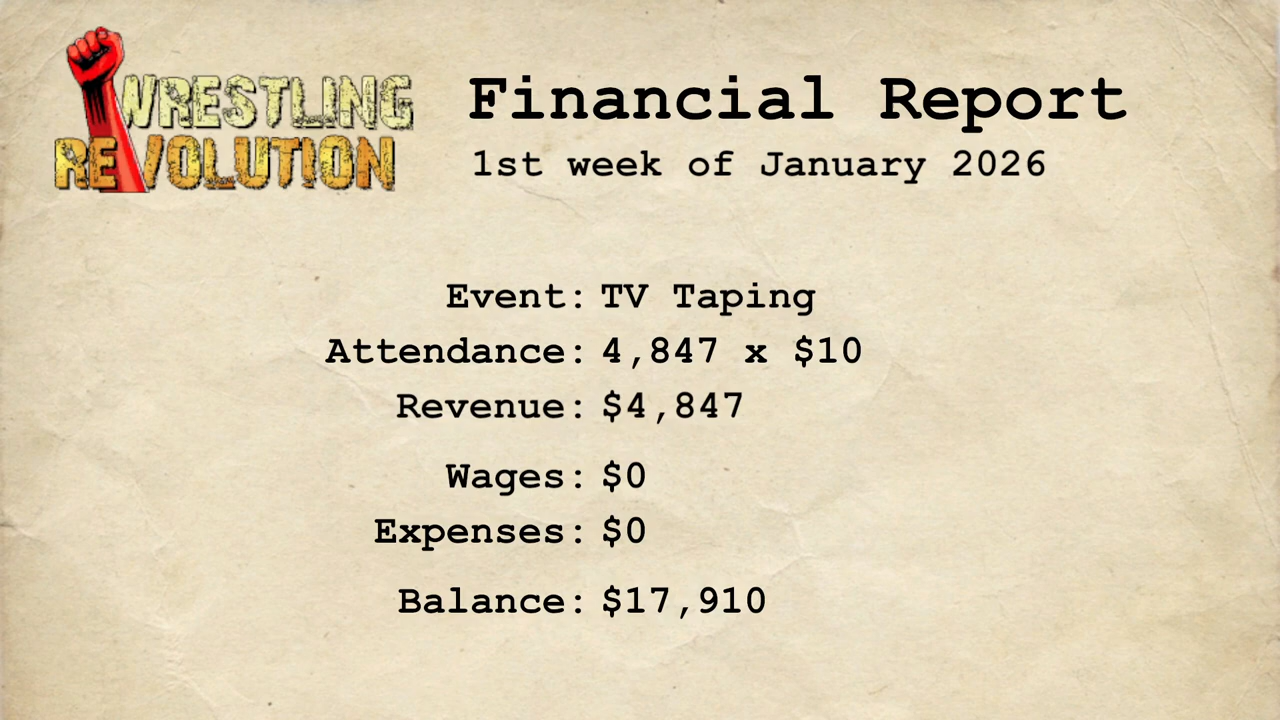 WRESTLING
REVOLUTION
Financial Report
1st week of January 2026
Event: TV Taping
Attendance: 4,847 x $10
Revenue: $4,847
Wages: $0
Expenses: $0
Balance: $17,910